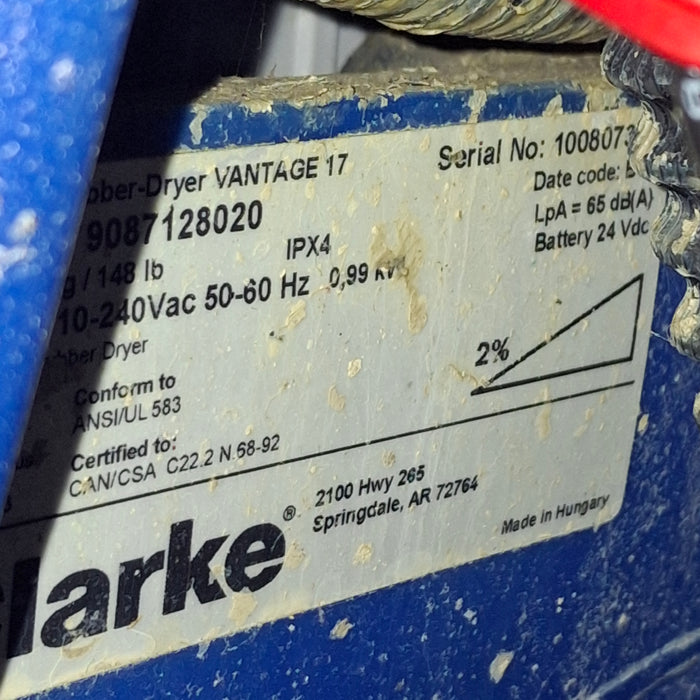 -Dryer VANTAGE 17
Serial No: 1008073
9087128020
Date code:
LpA = 65 dB(A)
/ 148 lb
IPX4
Battery 24 Vdc
10-240Vac 50-60 Hz 0,99
Dryer
2%
Conform to
ANSI/UL 583
Certified to:
CAN/CSA C22.2 N.68-92
larke®
2100 Hwy 265
Springdale, AR 72764
Made in Hungary